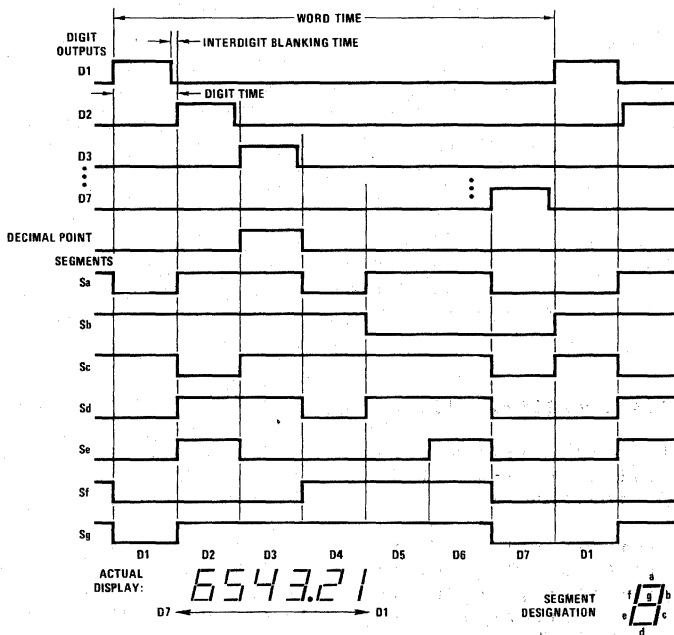 WORD TIME
DIGIT
OUTPUTS
INTERDIGIT BLANKING TIME
D1
DIGIT TIME
D2
D3
D7
DECIMAL POINT
SEGMENTS
Sa
Sb
Sc
Sd
Se
Sf
Sg
D1 D2 D3 D4 D5 D6 D7 D1
ACTUAL
DISPLAY:
6543.21
D7 D1
SEGMENT
DESIGNATION
a
f g b
e c
d